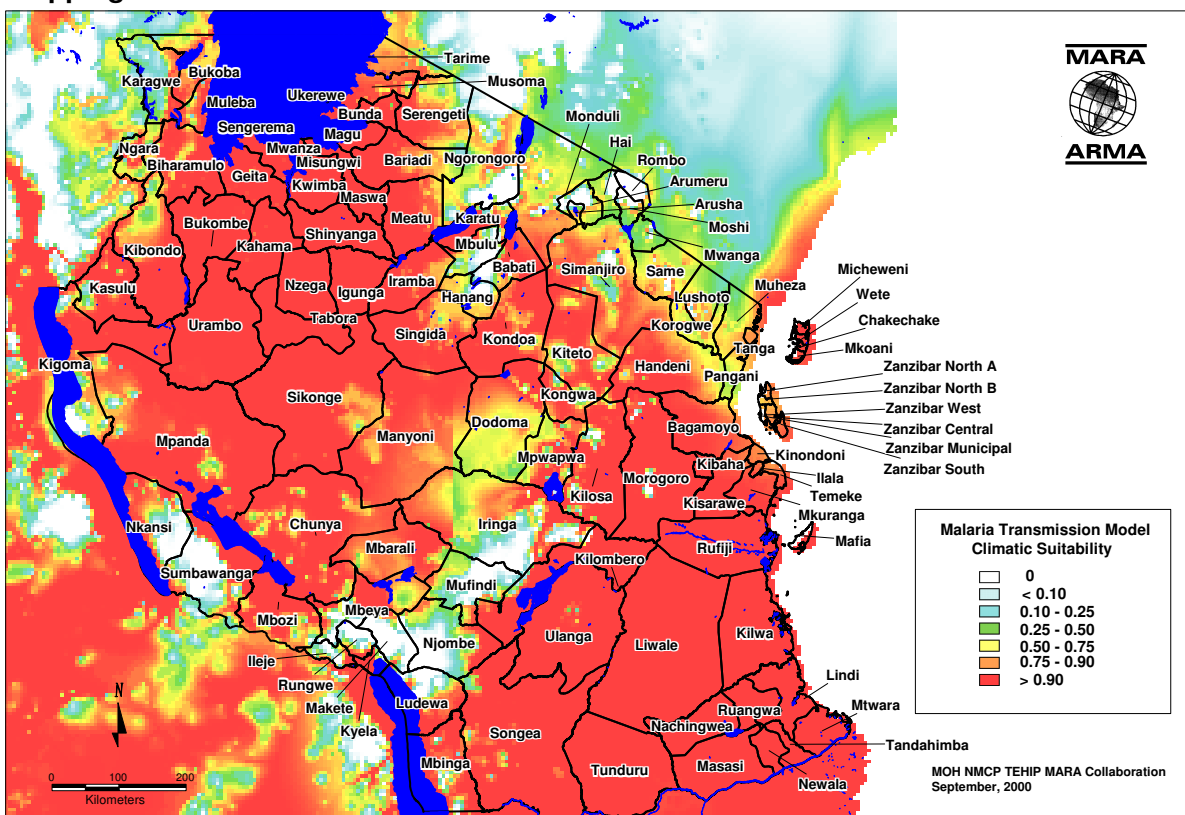 MARA
ARMA
Tarime
Karagwe
Bukoba
Musoma
Ukerewe
Muleba
Bunda
Serengeti
Monduli
Sengerema
Magu
Hai
Ngara
Mwanza
Rombo
Biharamulo
Misungwi
Bariadi
Ngorongoro
Geita
Kwimba
Arumeru
Maswa
Arusha
Bukombe
Meatu
Karatu
Moshi
Shinyanga
Kibondo
Kahama
Mbulu
Mwanga
Babati
Simanjiro
Same
Micheweni
Kasulu
Nzega
Igunga
Iramba
Hanang
Lushoto
Muheza
Wete
Urambo
Tabora
Chakechake
Singida
Kondoa
Korogwe
Mkoani
Kigoma
Kiteto
Handeni
Tanga
Pangani
Zanzibar North A
Sikonge
Kongwa
Zanzibar North B
Zanzibar West
Dodoma
Bagamoyo
Zanzibar Central
Mpanda
Manyoni
Zanzibar Municipal
Mpwapwa
Kinondoni
Zanzibar South
Kibaha
Morogoro
Ilala
Kilosa
Temeke
Nkansi
Kisarawe
Mkuranga
Chunya
Iringa
Mafia
Mbarali
Rufiji
Kilombero
Sumbawanga
Mufindi
Mbozi
Mbeya
Njombe
Ulanga
Liwale
Kilwa
Ileje
Rungwe
Lindi
Makete
Ludewa
Ruangwa
Mtwara
Kyela
Songea
Nachingwea
Tandahimba
Mbinga
Tunduru
Masasi
Newala
Malaria Transmission Model
Climatic Suitability
0
< 0.10
0.10 - 0.25
0.25 - 0.50
0.50 - 0.75
0.75 - 0.90
> 0.90
N
0 100 200
Kilometers
MOH NMCP TEHIP MARA Collaboration
September, 2000